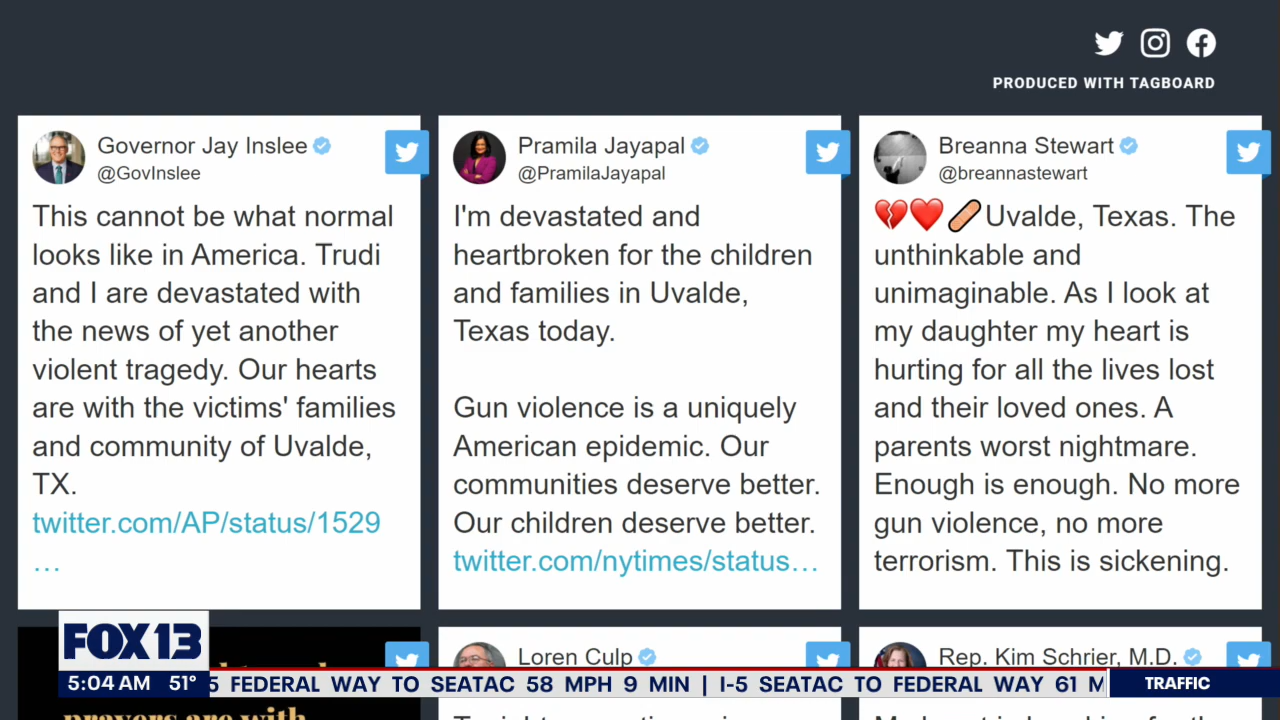 PRODUCED WITH TAGBOARD
Governor Jay Inslee
@GovInslee
This cannot be what normal
looks like in America. Trudi
and I are devastated with
the news of yet another
violent tragedy. Our hearts
are with the victims' families
and community of Uvalde,
TX.
twitter.com/AP/status/1529
…
Pramila Jayapal
@PramilaJayapal
I'm devastated and
heartbroken for the children
and families in Uvalde,
Texas today.
Gun violence is a uniquely
American epidemic. Our
communities deserve better.
Our children deserve better.
twitter.com/nytimes/status…
Breanna Stewart
@breannastewart
💔❤️🩹Uvalde, Texas. The
unthinkable and
unimaginable. As I look at
my daughter my heart is
hurting for all the lives lost
and their loved ones. A
parents worst nightmare.
Enough is enough. No more
gun violence, no more
terrorism. This is sickening.
Loren Culp
Rep. Kim Schrier, M.D.
FOX 13
5:04 AM 51° 5 FEDERAL WAY TO SEATAC 58 MPH 9 MIN | I-5 SEATAC TO FEDERAL WAY 61 M TRAFFIC
prayers are with